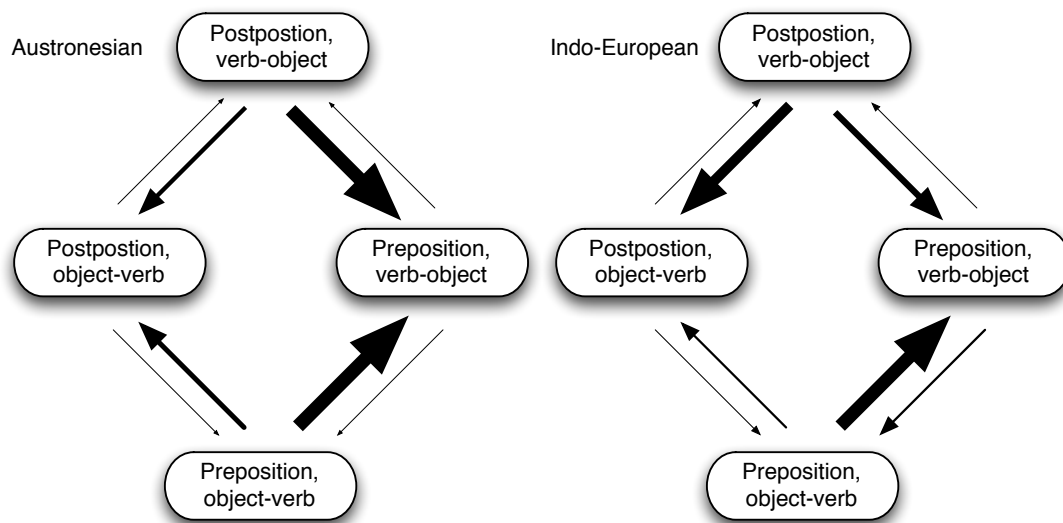 Austronesian
Postpostion,
verb-object
Postpostion,
object-verb
Preposition,
verb-object
Preposition,
object-verb
Indo-European
Postpostion,
verb-object
Postpostion,
object-verb
Preposition,
verb-object
Preposition,
object-verb